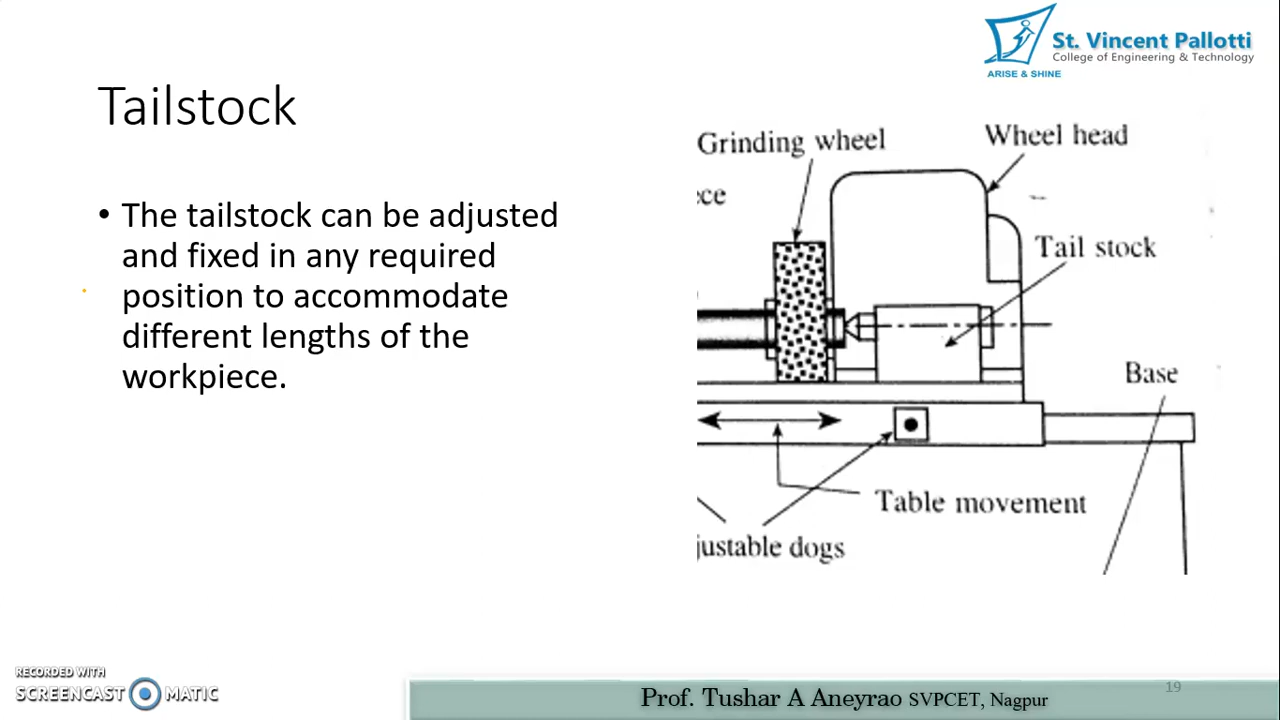 St. Vincent Pallotti
College of Engineering & Technology
ARISE & SHINE
Tailstock
• The tailstock can be adjusted
and fixed in any required
position to accommodate
different lengths of the
workpiece.
Grinding wheel
Wheel head
ece
Tail stock
Base
Table movement
justable dogs
RECORDED WITH
SCREENCAST MATIC
Prof. Tushar A Aneyrao SVPCET, Nagpur
19